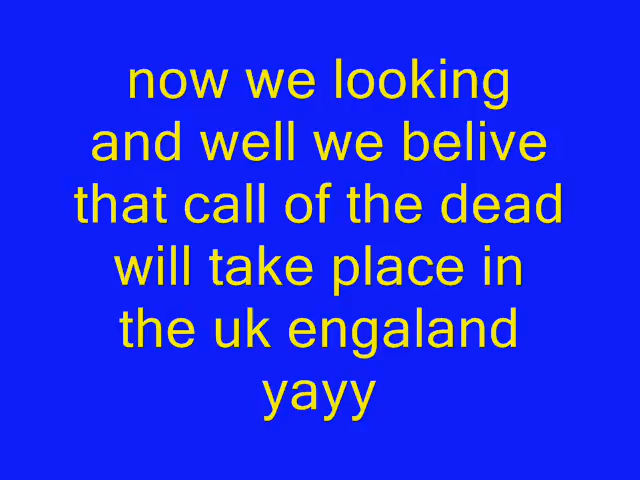 now we looking
and well we belive
that call of the dead
will take place in
the uk engaland
yayy